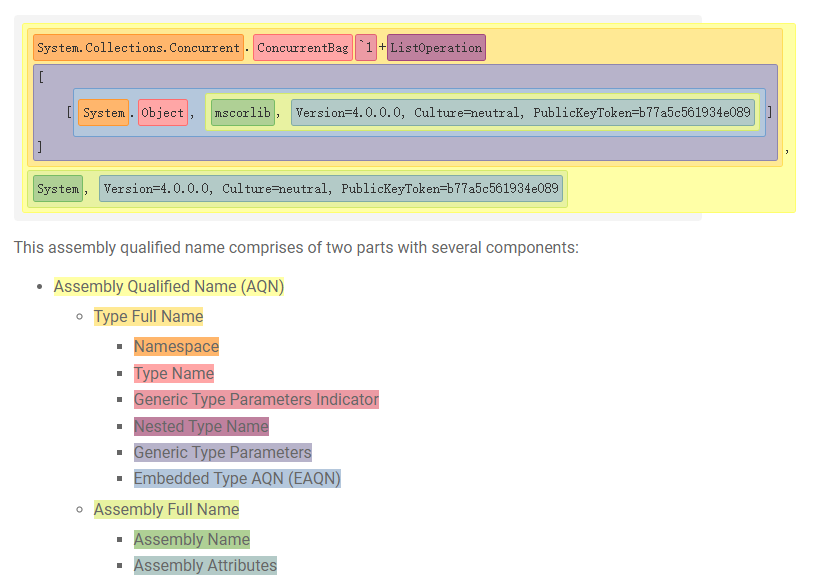 System.Collections.Concurrent.ConcurrentBag`1+ListOperation
[
[System.Object, mscorlib, Version=4.0.0.0, Culture=neutral, PublicKeyToken=b77a5c561934e089]
],
System, Version=4.0.0.0, Culture=neutral, PublicKeyToken=b77a5c561934e089
This assembly qualified name comprises of two parts with several components:
Assembly Qualified Name (AQN)
Type Full Name
Namespace
Type Name
Generic Type Parameters Indicator
Nested Type Name
Generic Type Parameters
Embedded Type AQN (EAQN)
Assembly Full Name
Assembly Name
Assembly Attributes